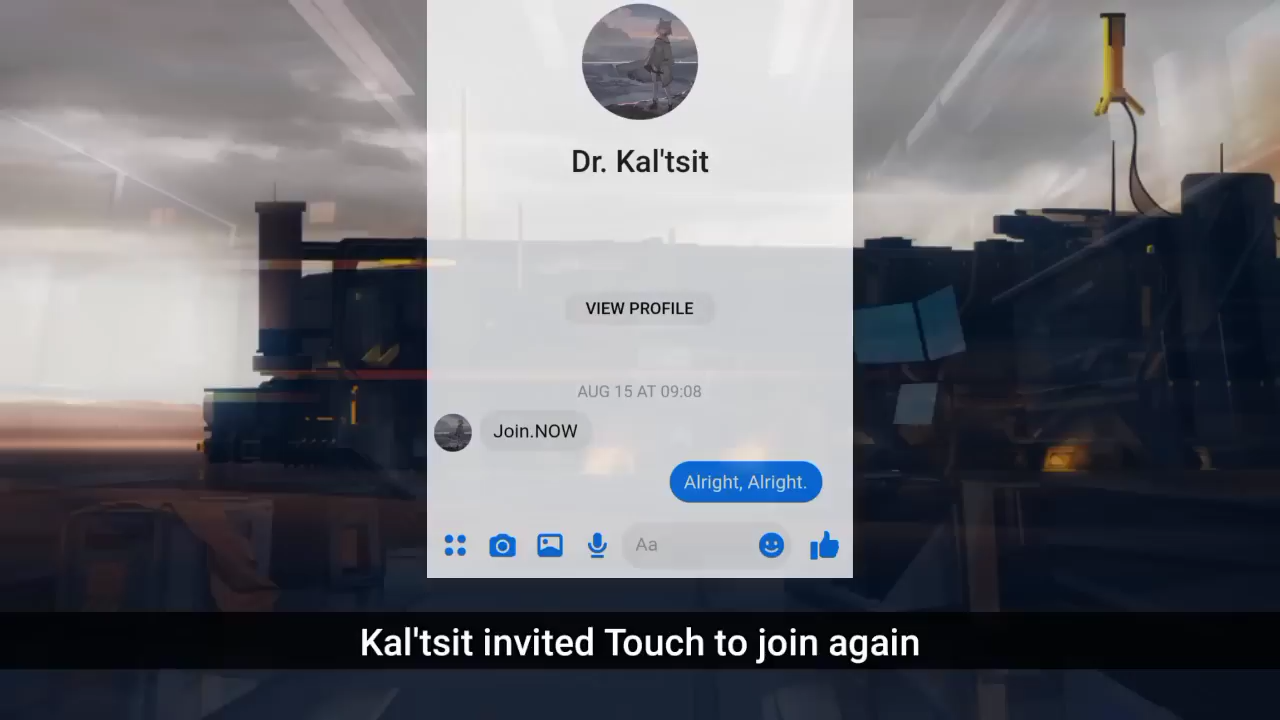 Dr. Kal'tsit
VIEW PROFILE
AUG 15 AT 09:08
Join.NOW
Alright, Alright.
Aa
Kal'tsit invited Touch to join again